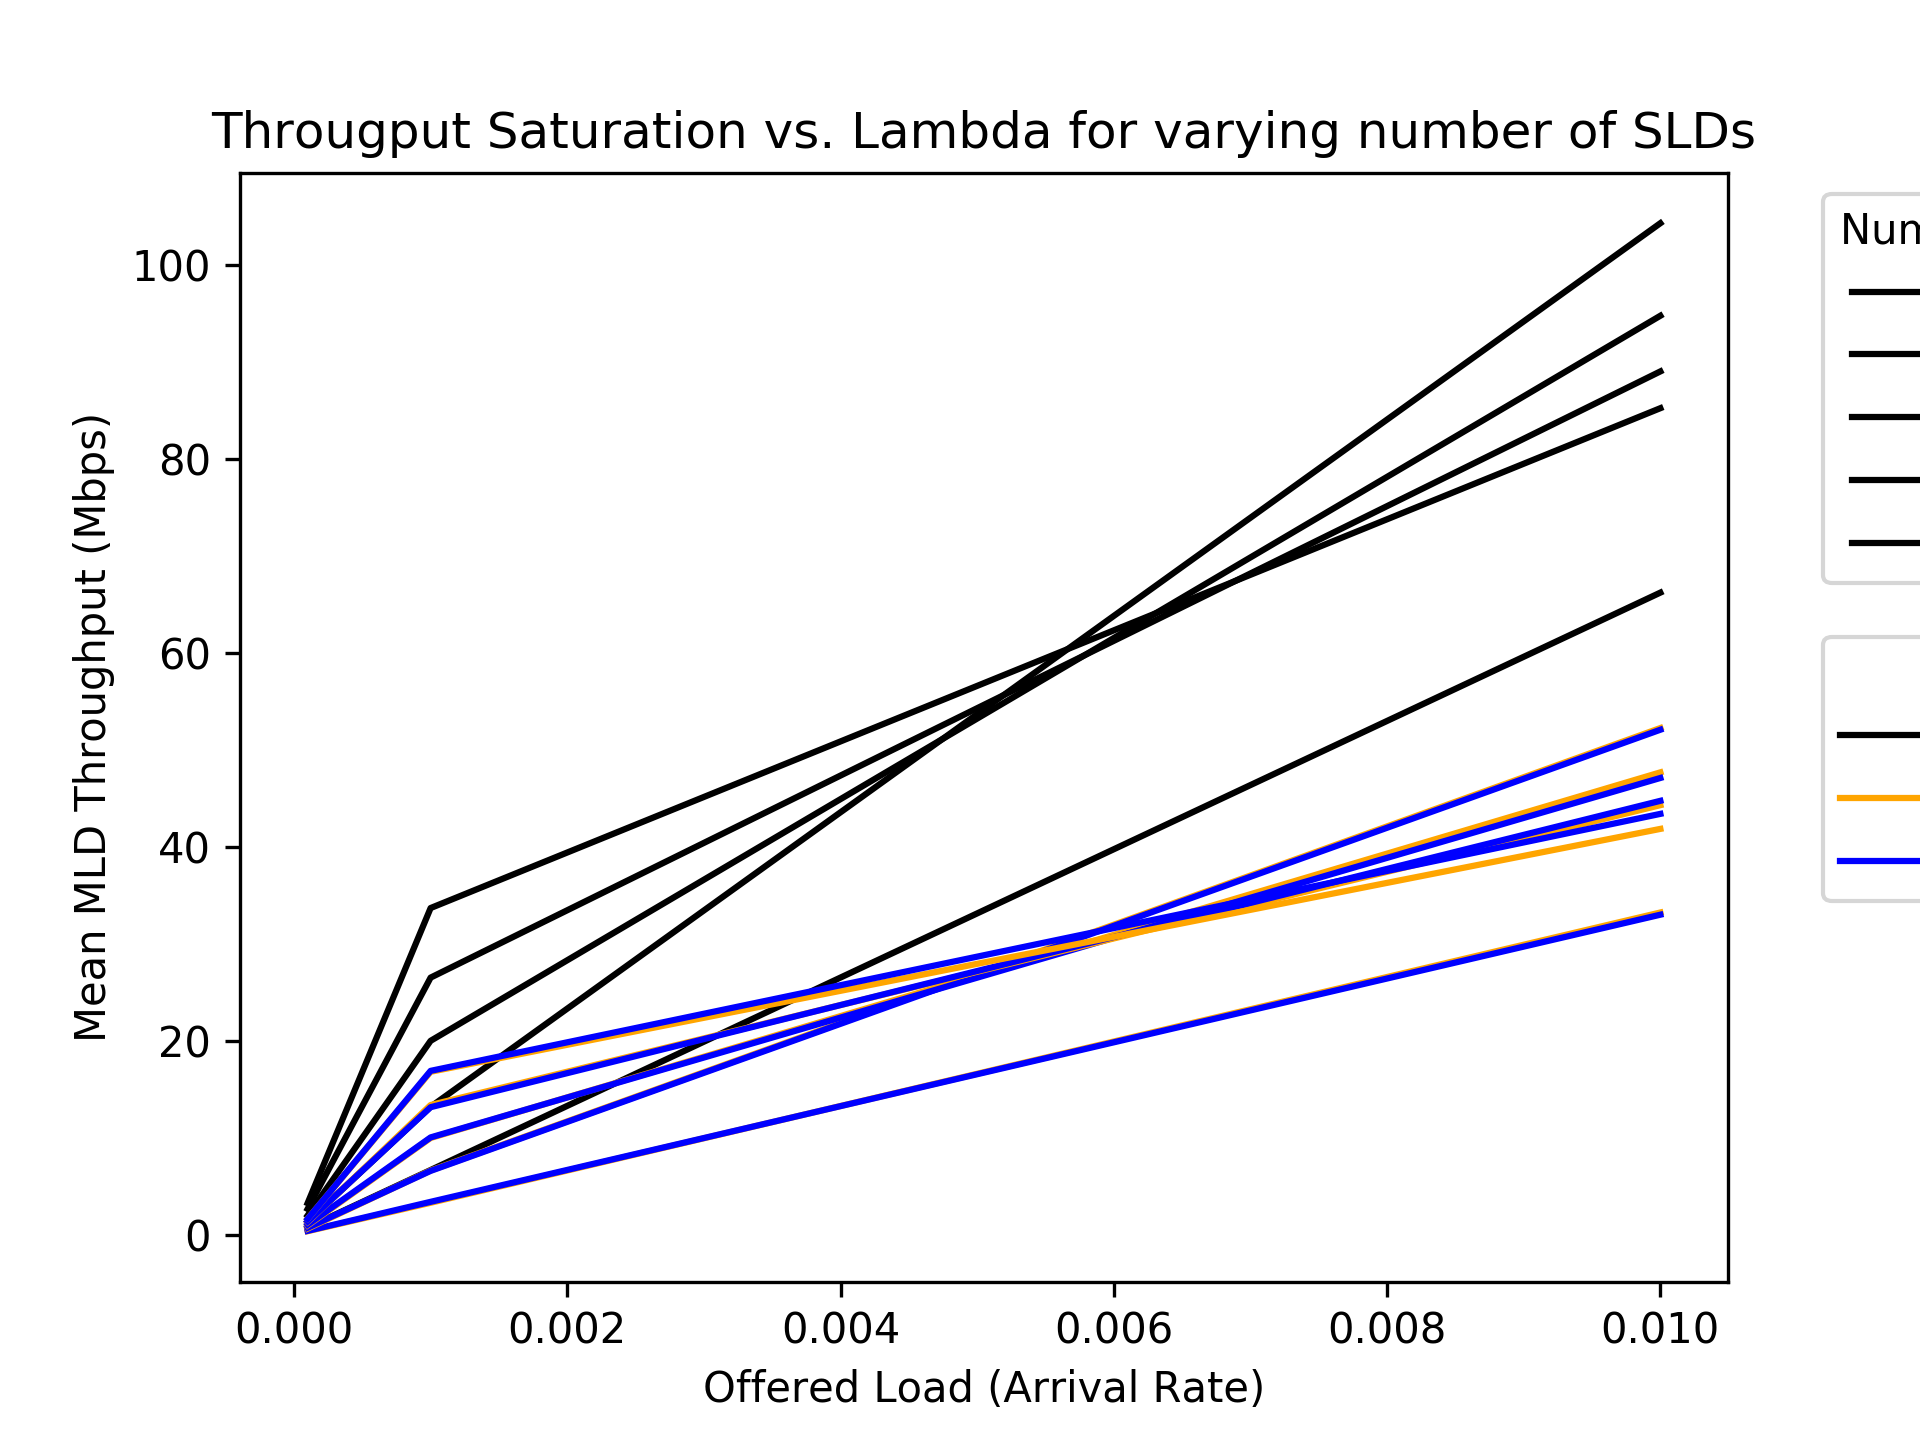 Througput Saturation vs. Lambda for varying number of SLDs
Mean MLD Throughput (Mbps)
100
80
60
40
20
0
0.000 0.002 0.004 0.006 0.008 0.010
Offered Load (Arrival Rate)
Num